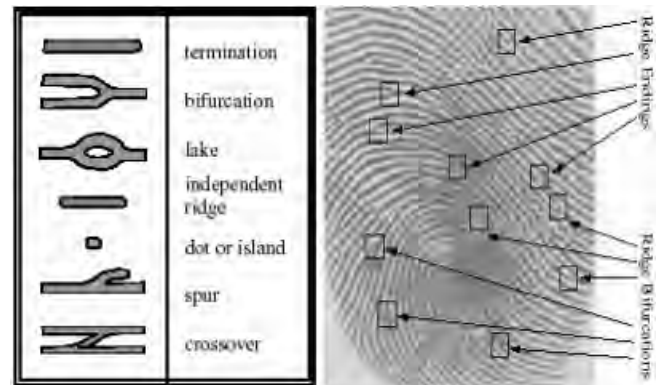 termination
bifurcation
lake
independent
ridge
dot or island
spur
crossover
Ridge Endings
Ridge Bifurcations